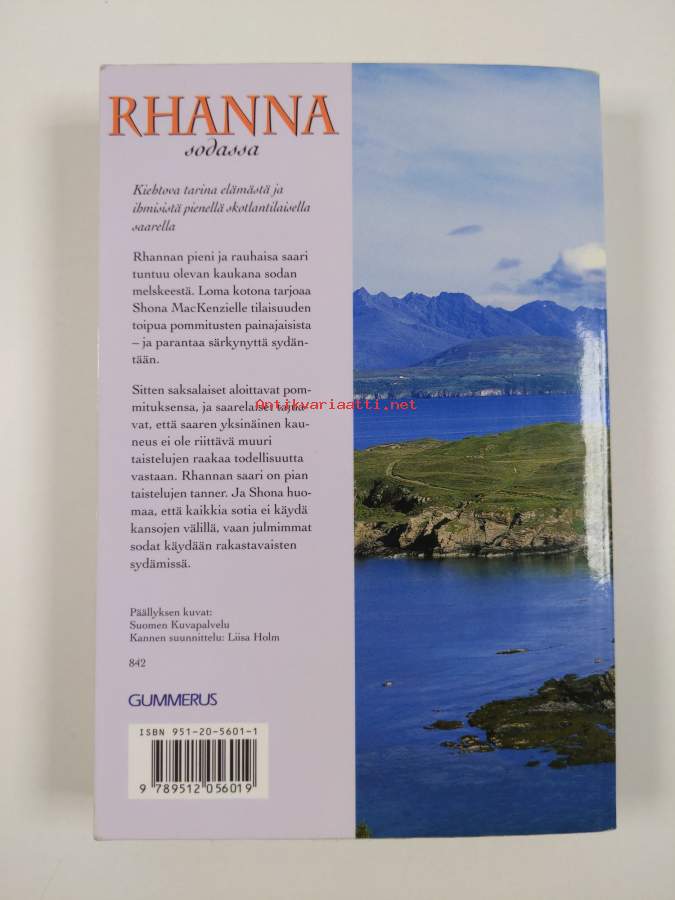 RHANNA
sodassa
Kiehtova tarina elämästä ja
ihmisistä pienellä skotlantilaisella
saarella
Rhannan pieni ja rauhaisa saari
tuntuu olevan kaukana sodan
melskeestä. Loma kotona tarjoaa
Shona MacKenzielle tilaisuuden
toipua pommitusten painajaisista
– ja parantaa särkynyttä sydän-
tään.
Sitten saksalaiset aloittavat pom-
mituksensa, ja saarelaiset tajua-
vat, että saaren yksinäinen kau-
neus ei ole riittävä muuri
taistelujen raakaa todellisuutta
vastaan. Rhannan saari on pian
taistelujen tanner. Ja Shona huo-
maa, että kaikkia sotia ei käydä
kansojen välillä, vaan julmimmat
sodat käydään rakastavaisten
sydämissä.
Antikvariaatti.net
Päällyksen kuvat:
Suomen Kuvapalvelu
Kannen suunnittelu: Liisa Holm
842
GUMMERUS
ISBN 951-20-5601-1
9 789512 056019